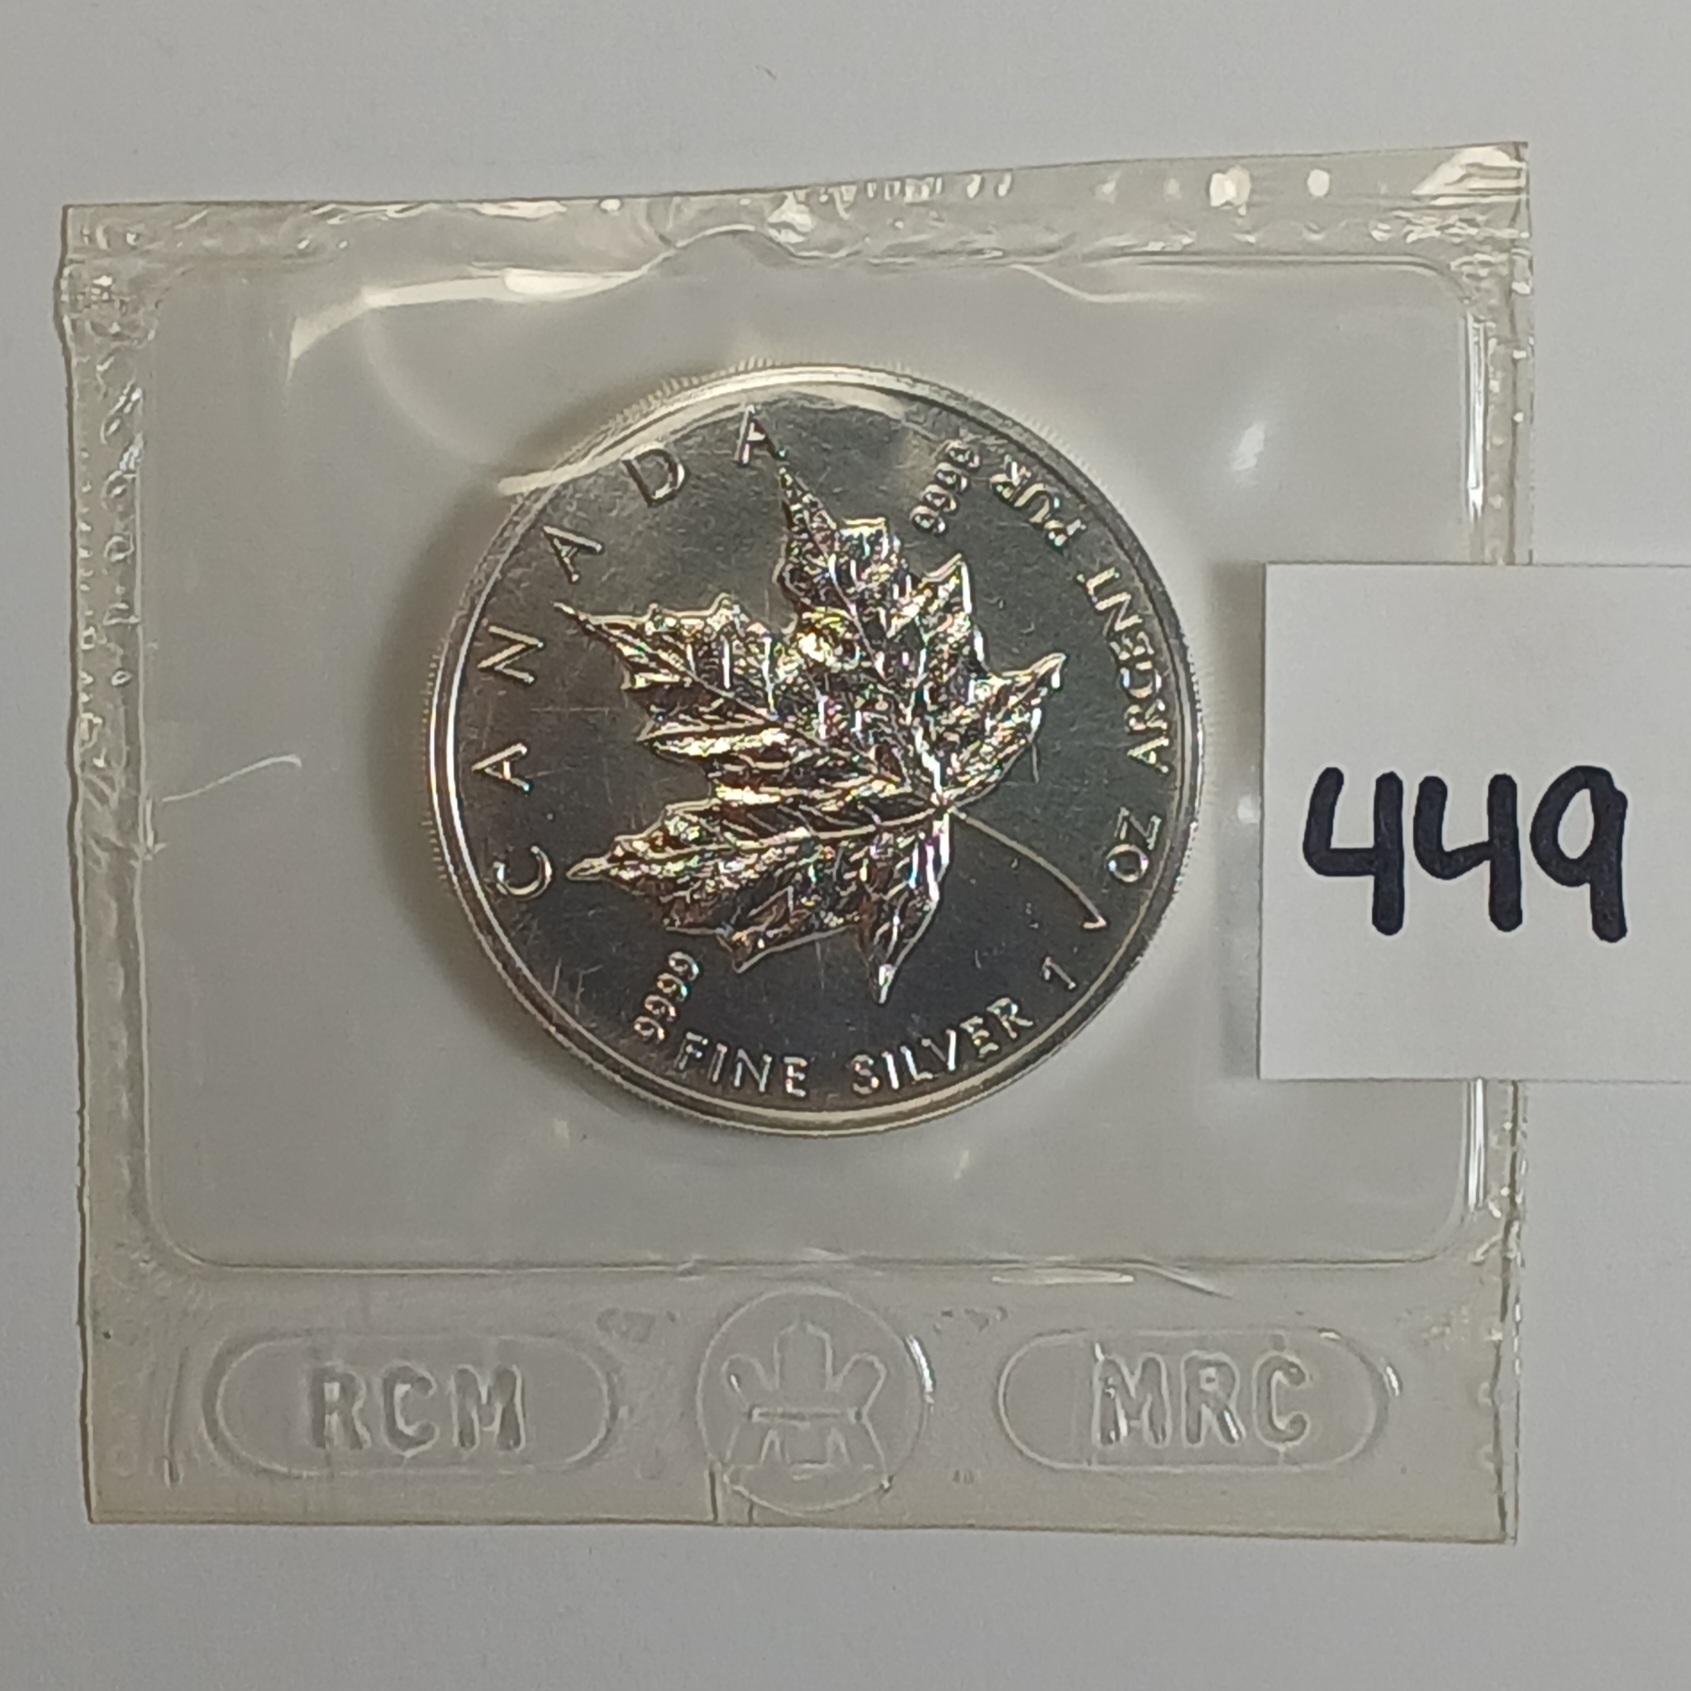 CANADA
9999
9999
FINE SILVER 1 OZ ARGENT PUR
449
RCM
MRC